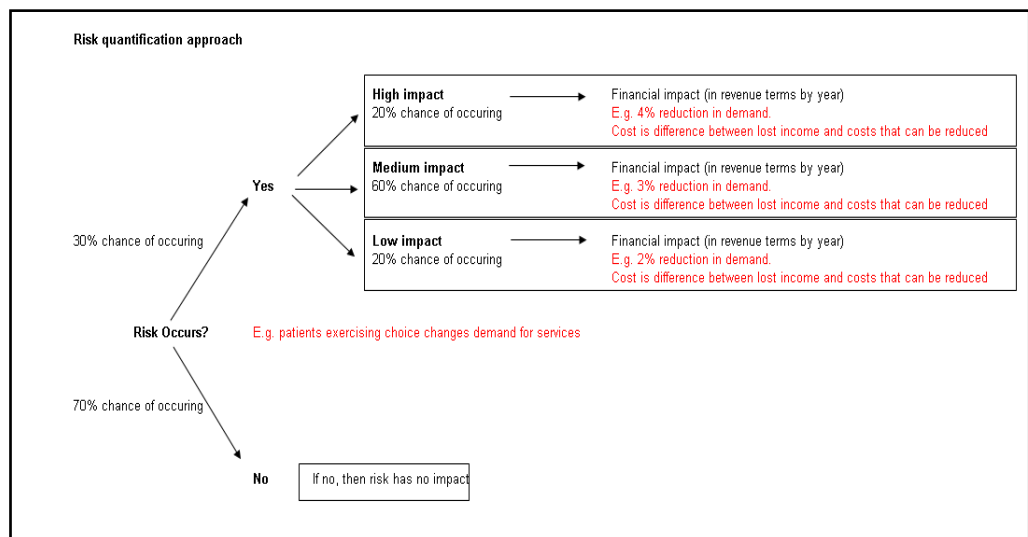 Risk quantification approach
High impact
20% chance of occuring
Financial impact (in revenue terms by year)
E.g. 4% reduction in demand.
Cost is difference between lost income and costs that can be reduced
Medium impact
60% chance of occuring
Financial impact (in revenue terms by year)
E.g. 3% reduction in demand.
Cost is difference between lost income and costs that can be reduced
Yes
Low impact
20% chance of occuring
Financial impact (in revenue terms by year)
E.g. 2% reduction in demand.
Cost is difference between lost income and costs that can be reduced
30% chance of occuring
Risk Occurs?
E.g. patients exercising choice changes demand for services
70% chance of occuring
No
If no, then risk has no impact